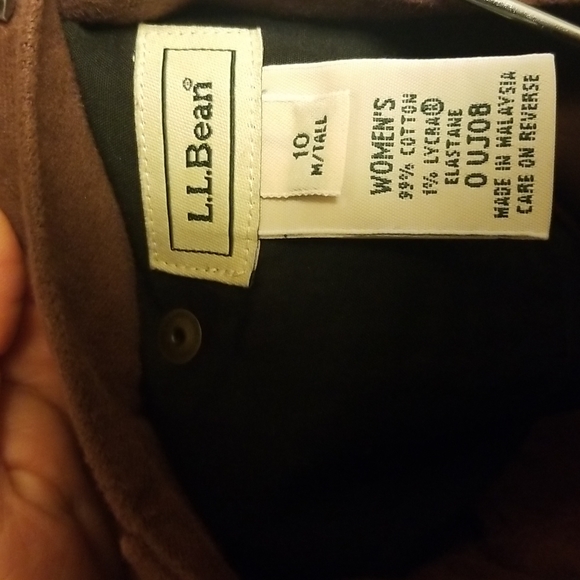 L.L.Bean®
10
M/TALL
WOMEN'S
99% COTTON
1% LYCRA®
ELASTANE
0UJ08
MADE IN MALAYSIA
CARE ON REVERSE